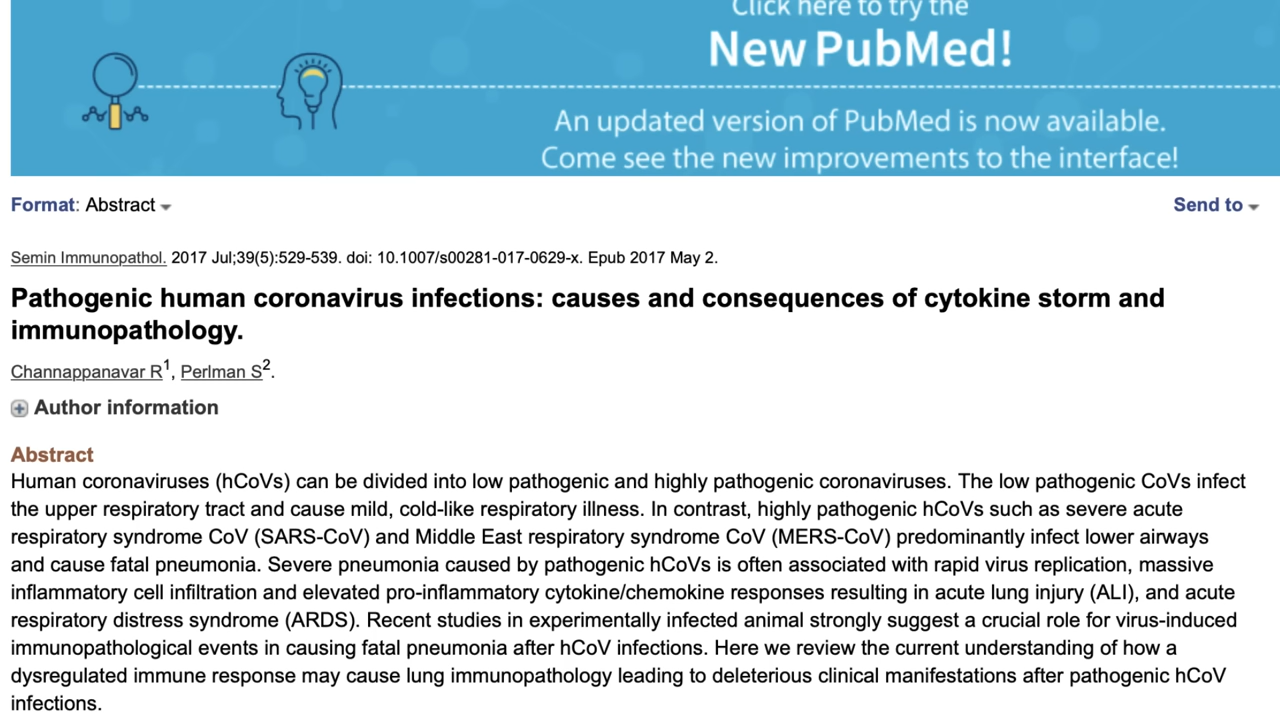 Click here to try the
New PubMed!
An updated version of PubMed is now available.
Come see the new improvements to the interface!
Format: Abstract
Send to
Semin Immunopathol. 2017 Jul;39(5):529-539. doi: 10.1007/s00281-017-0629-x. Epub 2017 May 2.
Pathogenic human coronavirus infections: causes and consequences of cytokine storm and
immunopathology.
Channappanavar R1, Perlman S2.
Author information
Abstract
Human coronaviruses (hCoVs) can be divided into low pathogenic and highly pathogenic coronaviruses. The low pathogenic CoVs infect
the upper respiratory tract and cause mild, cold-like respiratory illness. In contrast, highly pathogenic hCoVs such as severe acute
respiratory syndrome CoV (SARS-CoV) and Middle East respiratory syndrome CoV (MERS-CoV) predominantly infect lower airways
and cause fatal pneumonia. Severe pneumonia caused by pathogenic hCoVs is often associated with rapid virus replication, massive
inflammatory cell infiltration and elevated pro-inflammatory cytokine/chemokine responses resulting in acute lung injury (ALI), and acute
respiratory distress syndrome (ARDS). Recent studies in experimentally infected animal strongly suggest a crucial role for virus-induced
immunopathological events in causing fatal pneumonia after hCoV infections. Here we review the current understanding of how a
dysregulated immune response may cause lung immunopathology leading to deleterious clinical manifestations after pathogenic hCoV
infections.